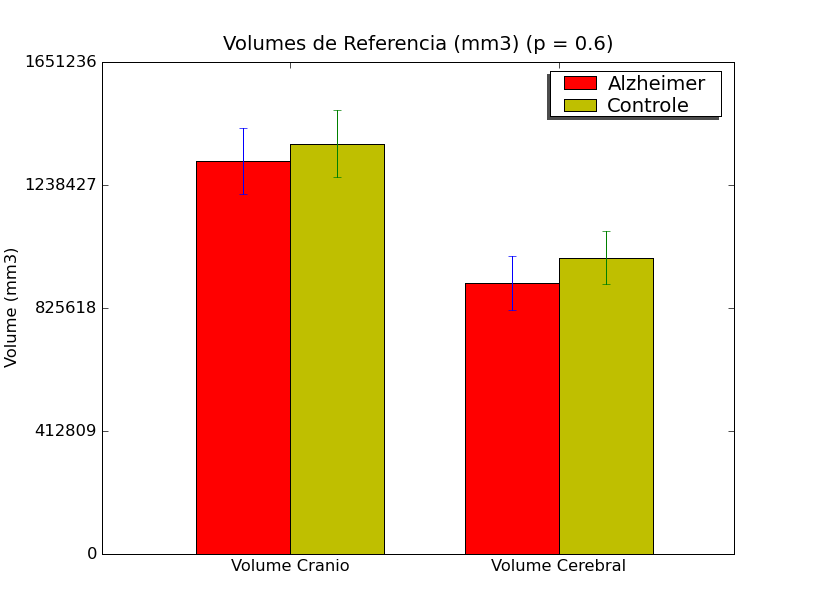 Volumes de Referencia (mm3) (p = 0.6)
1651236
1238427
825618
412809
0
Volume (mm3)
Alzheimer
Controle
Volume Cranio
Volume Cerebral